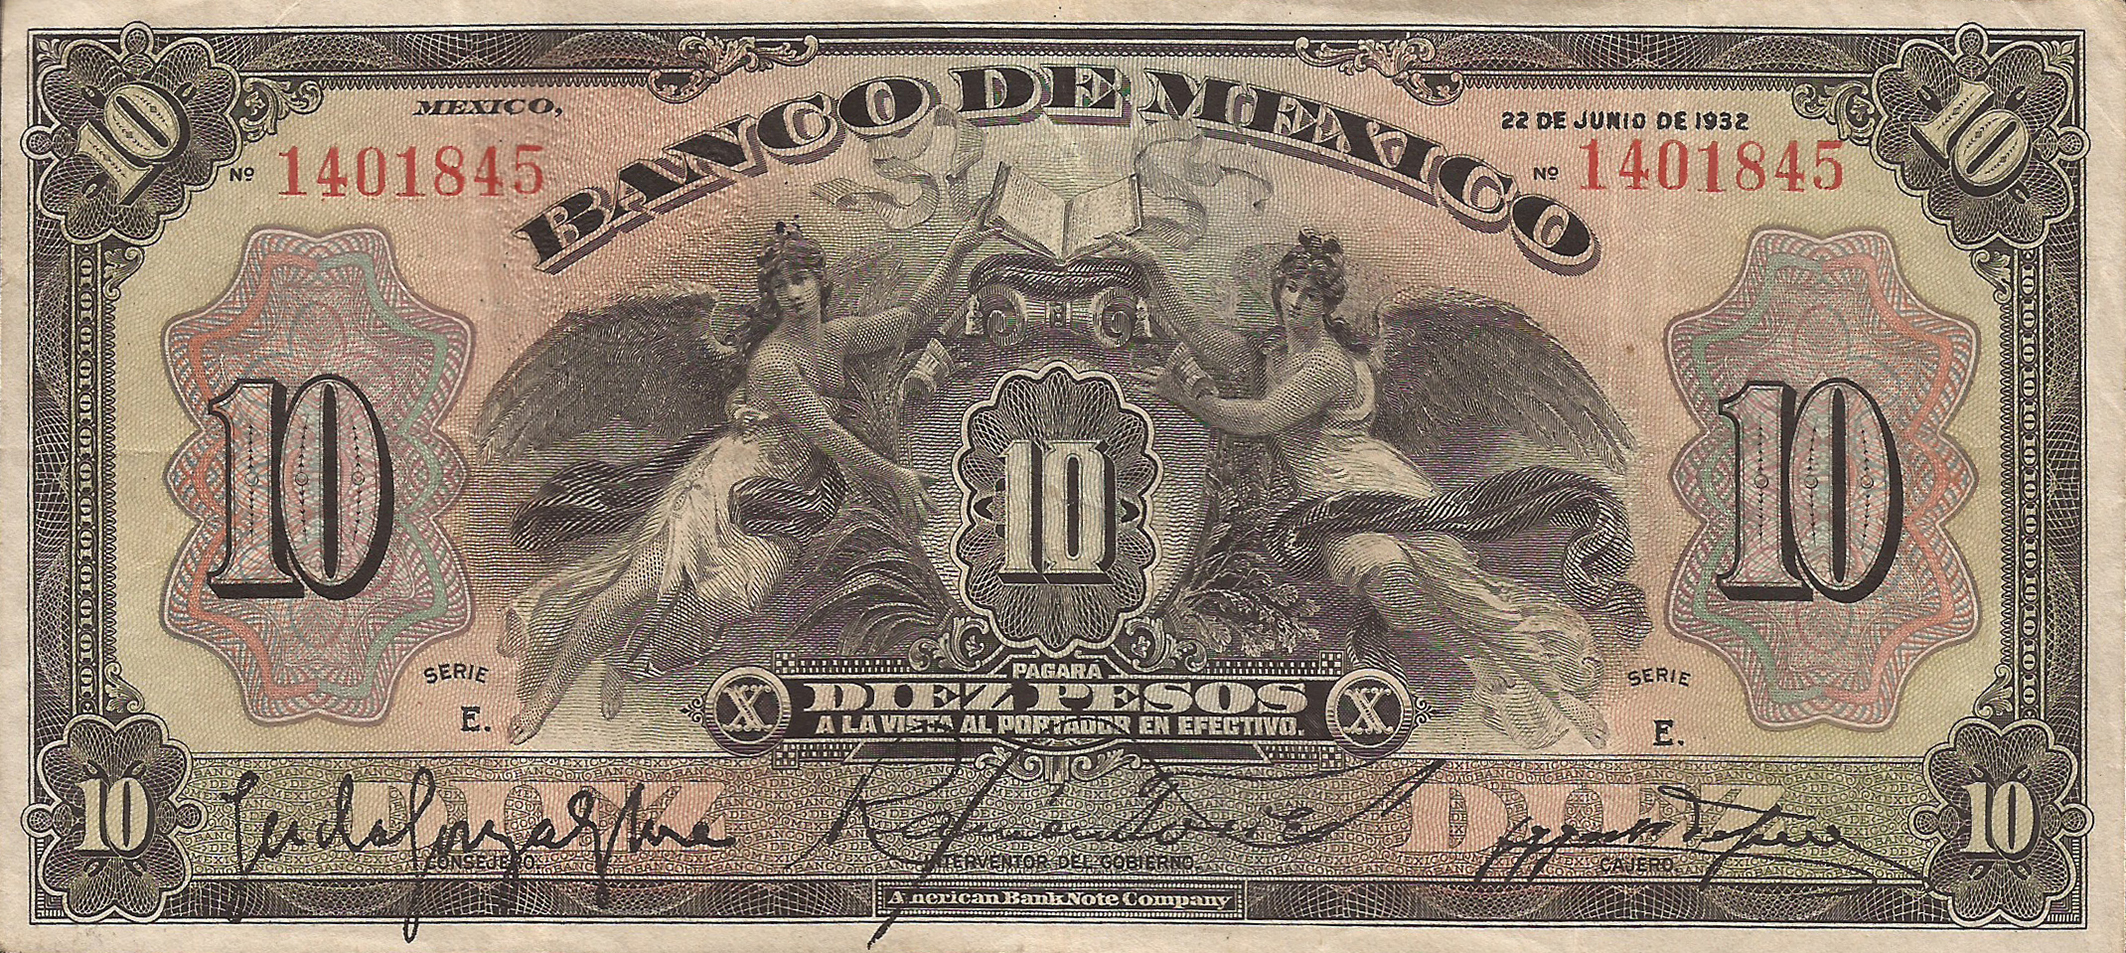 10
10
BANCO DE MEXICO
MEXICO,
22 DE JUNIO DE 1932
Nº 1401845
Nº 1401845
10
10
10
SERIE
E.
SERIE
E.
PAGARA
X DIEZ PESOS X
A LA VISTA AL PORTADOR EN EFECTIVO.
DIEZ
DIEZ
CONSEJERO.
INTERVENTOR DEL GOBIERNO.
CAJERO.
10
10
American Bank Note Company